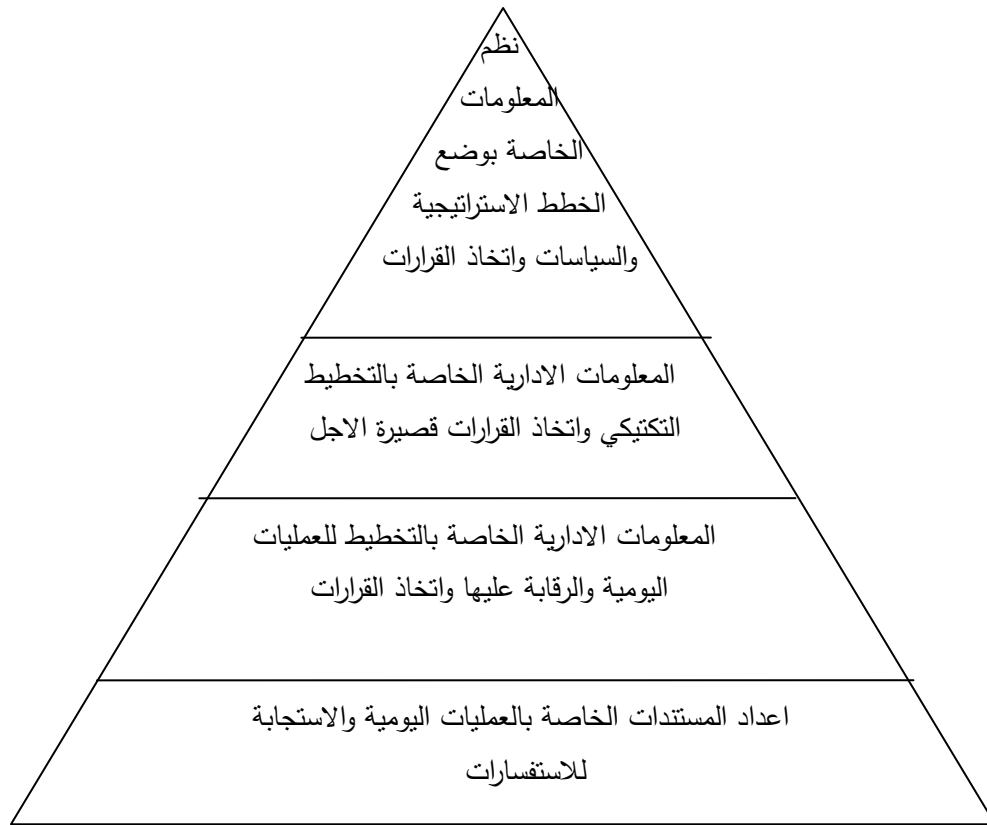 نظم
المعلومات
الخاصة بوضع
الخطط الاستراتيجية
والسياسات واتخاذ القرارات
المعلومات الادارية الخاصة بالتخطيط
التكتيكي واتخاذ القرارات قصيرة الاجل
المعلومات الادارية الخاصة بالتخطيط للعمليات
اليومية والرقابة عليها واتخاذ القرارات
اعداد المستندات الخاصة بالعمليات اليومية والاستجابة
للاستفسارات